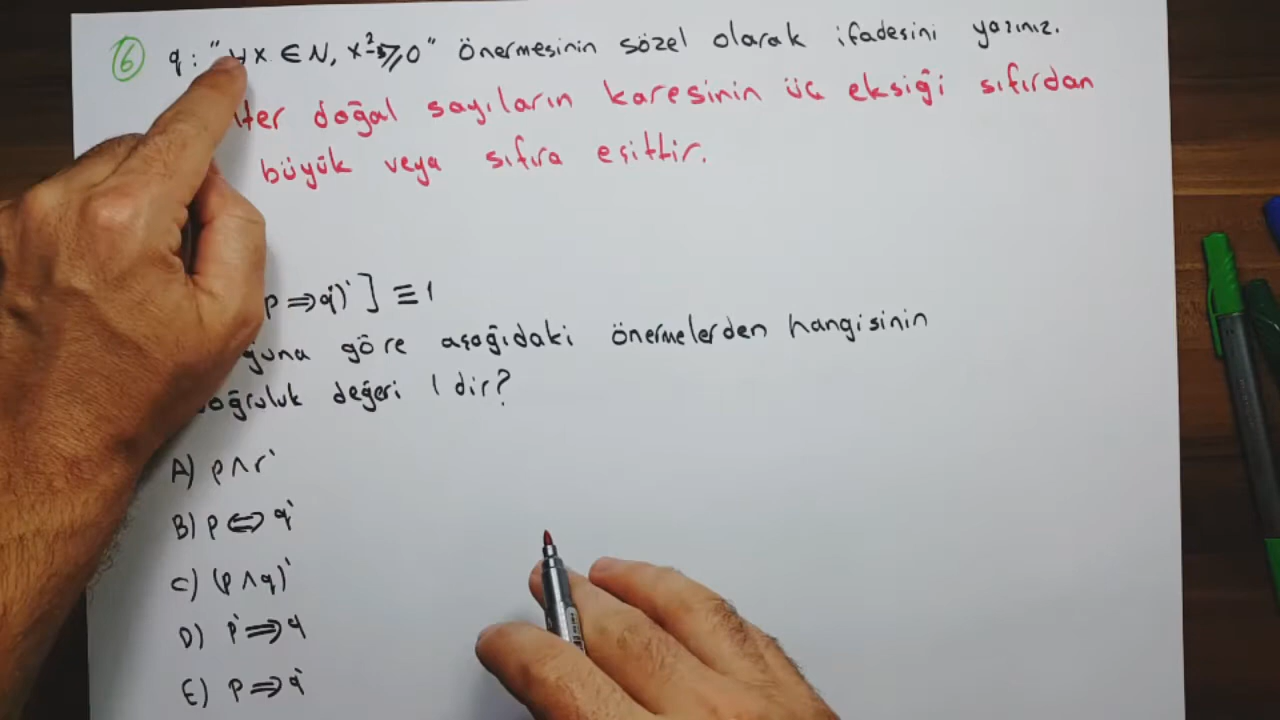 6 q: "∀x ∈ N, x²-3≥0" önermesinin sözel olarak ifadesini yazınız.
Her doğal sayıların karesinin üç eksiği sıfırdan
büyük veya sıfıra eşittir.
p ⇒ q')' ] ≡ 1
göre aşağıdaki önermelerden hangisinin
değeri 1 dir?
A) p ∧ r'
B) p ⇔ q'
C) (p ∧ q)'
D) p' ⇒ q
E) p ⇒ q'